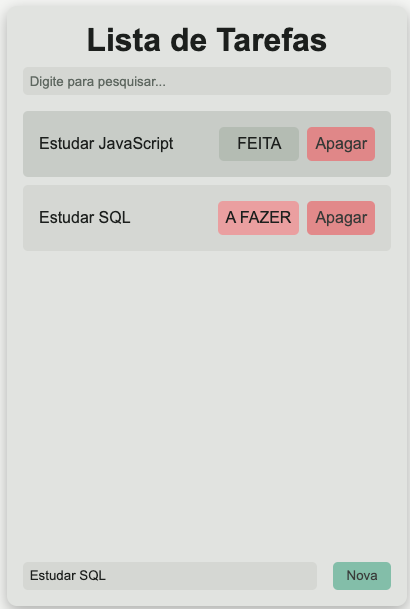 Lista de Tarefas
Digite para pesquisar...
Estudar JavaScript FEITA Apagar
Estudar SQL A FAZER Apagar
Estudar SQL Nova